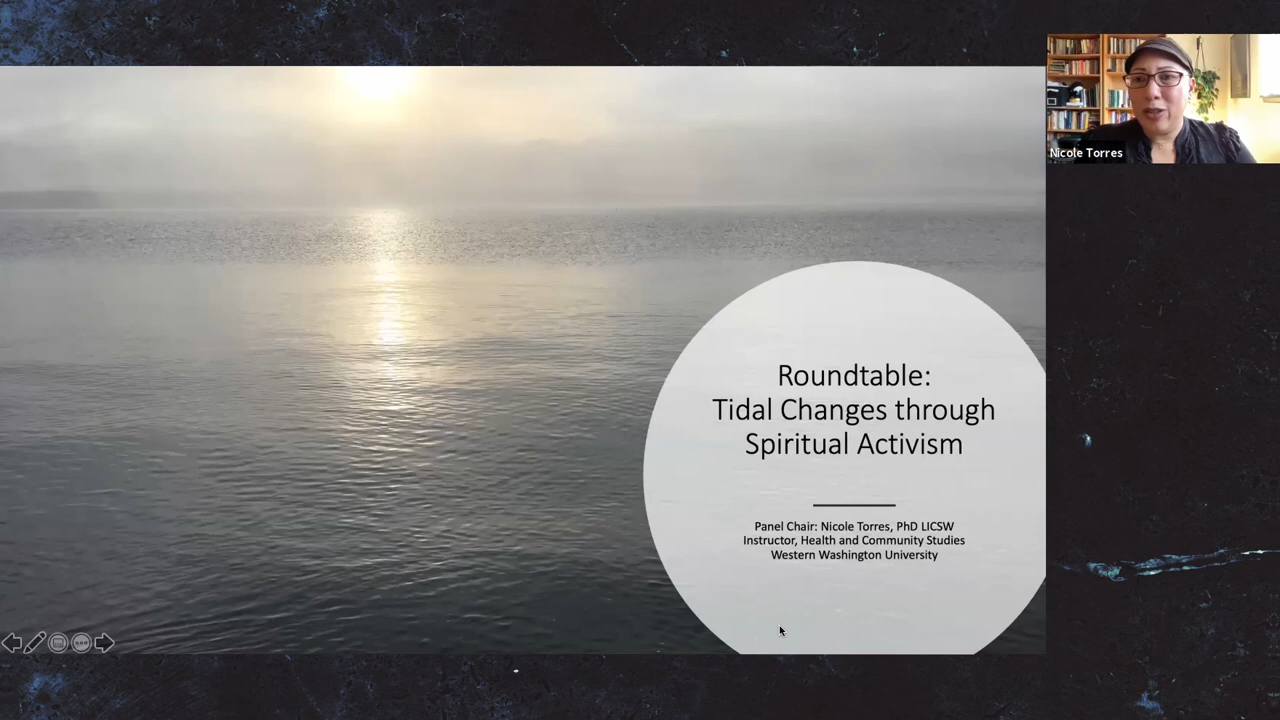 Nicole Torres
Roundtable:
Tidal Changes through
Spiritual Activism
Panel Chair: Nicole Torres, PhD LICSW
Instructor, Health and Community Studies
Western Washington University